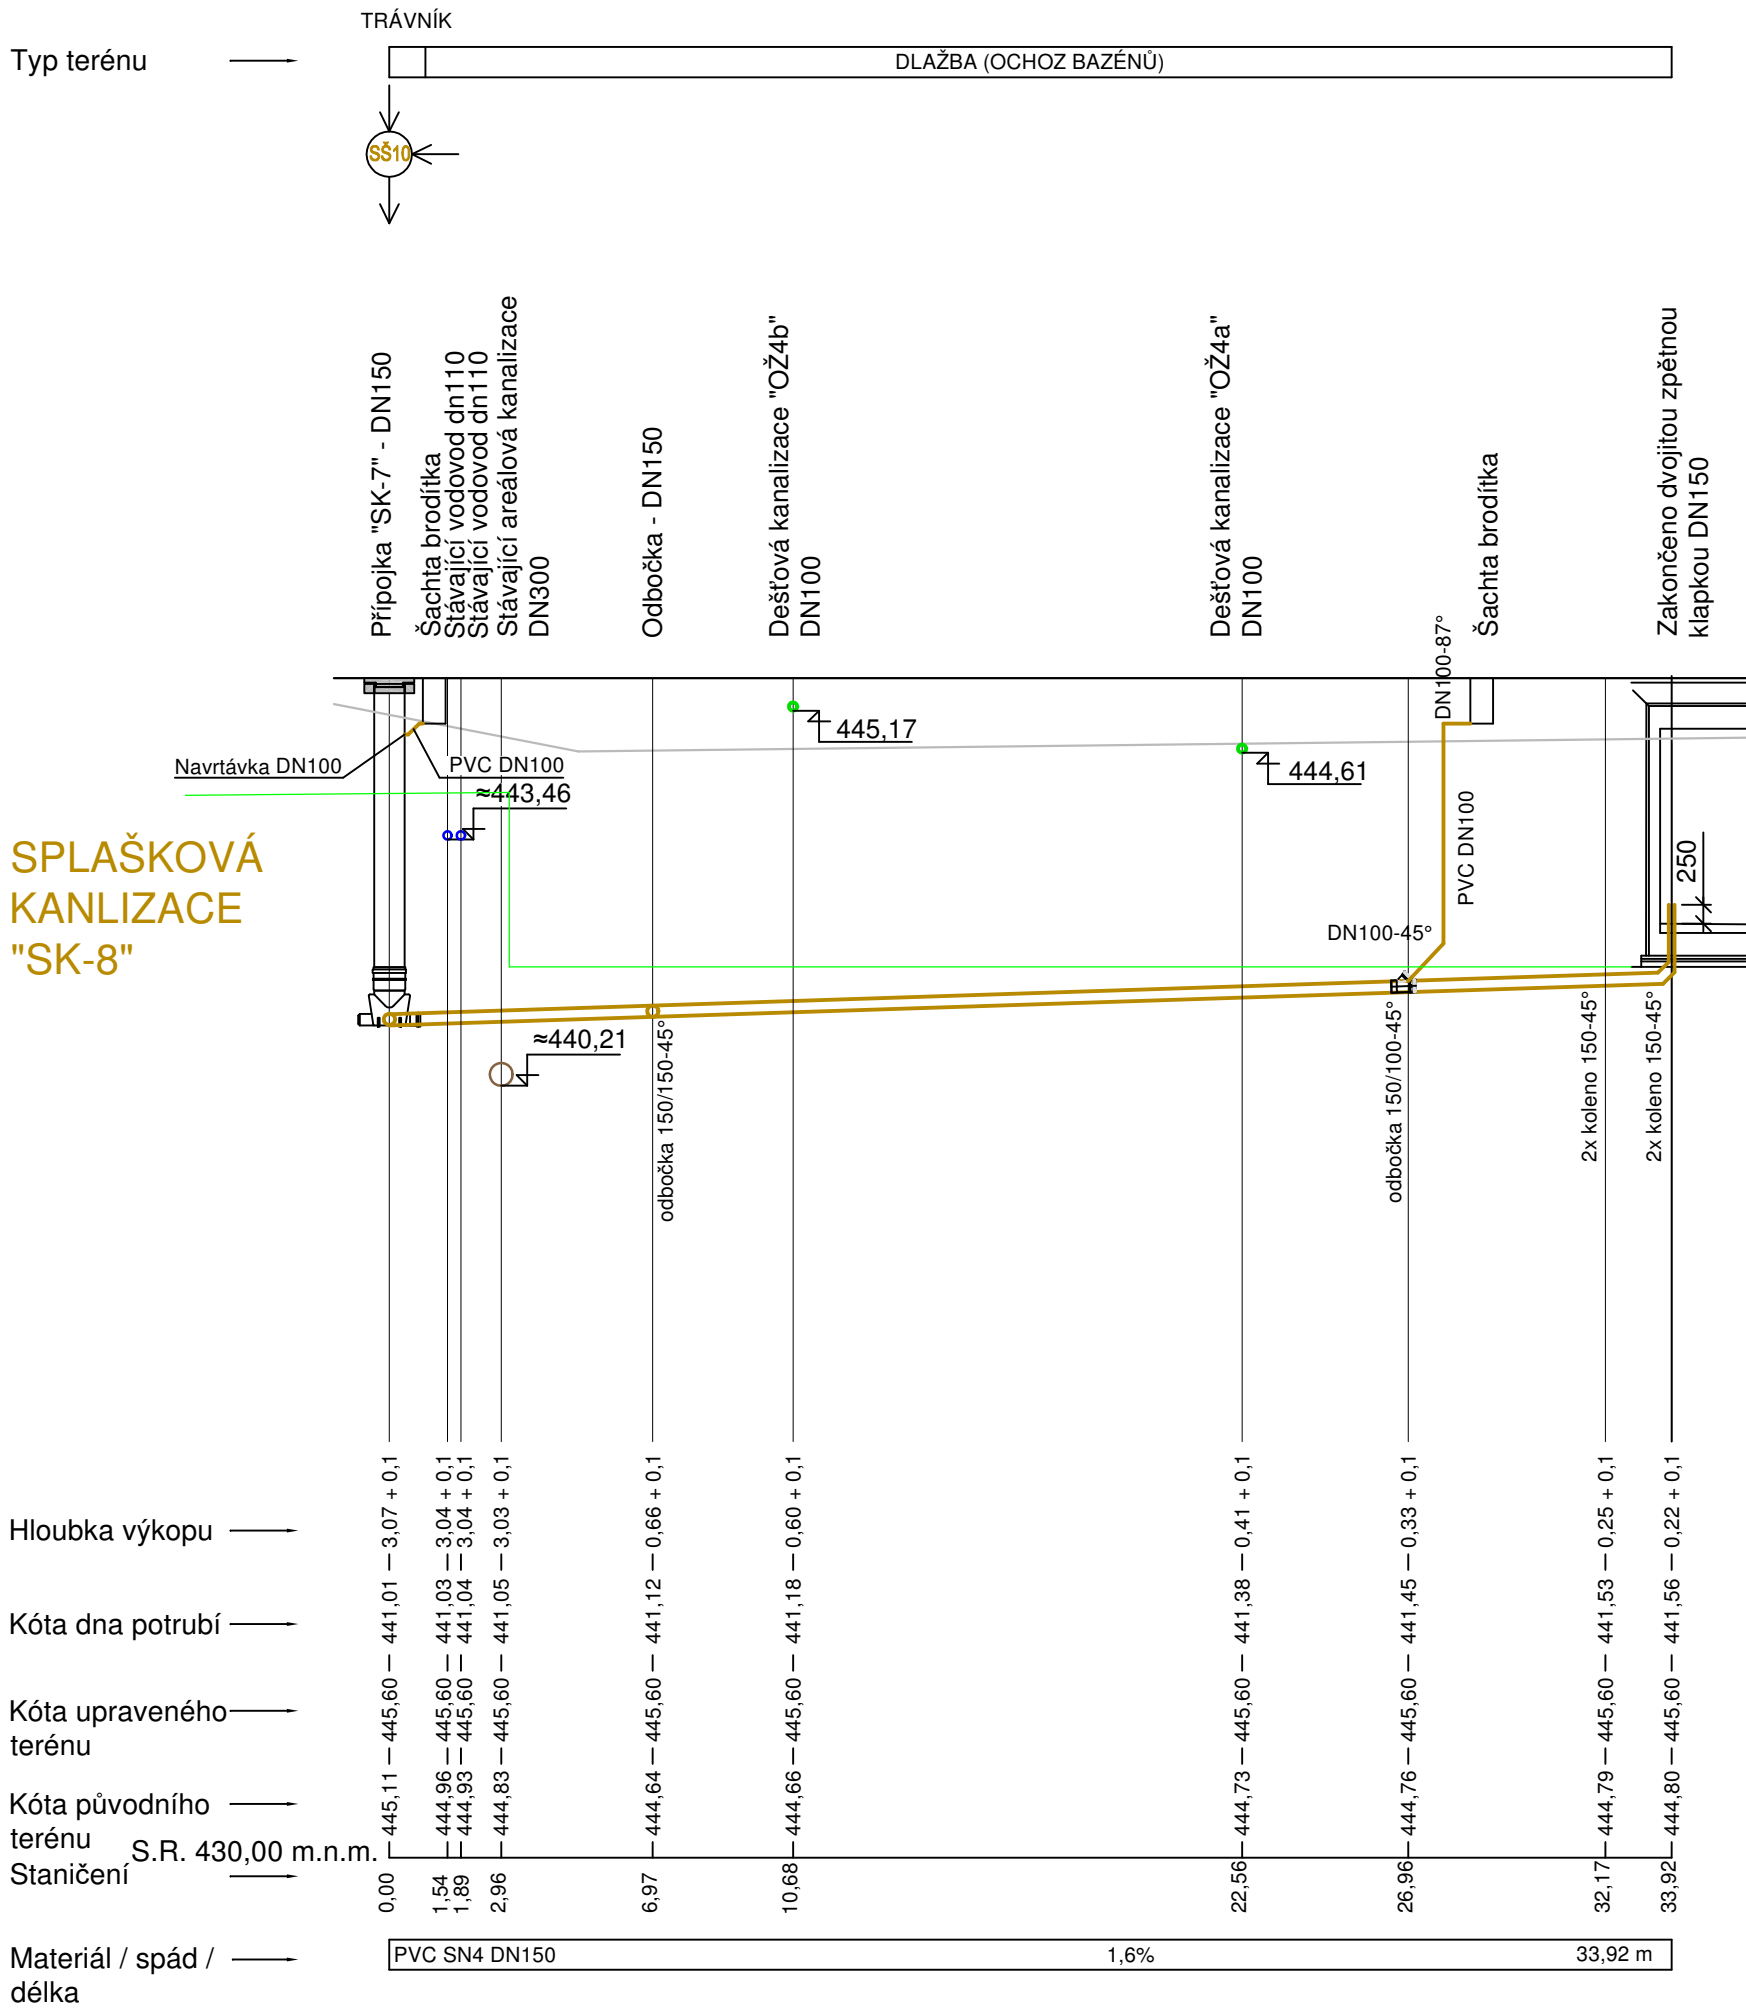 TRÁVNÍK
Typ terénu
DLAŽBA (OCHOZ BAZÉNŮ)
SŠ10
Přípojka "SK-7" - DN150
Šachta brodítka
Stávající vodovod dn110
Stávající vodovod dn110
Stávající areálová kanalizace
DN300
Odbočka - DN150
Dešťová kanalizace "OŽ4b"
DN100
Dešťová kanalizace "OŽ4a"
DN100
Šachta brodítka
Zakončeno dvojitou zpětnou
klapkou DN150
DN100-87°
445,17
444,61
Navrtávka DN100
PVC DN100
≈443,46
PVC DN100
250
SPLAŠKOVÁ
KANLIZACE
"SK-8"
DN100-45°
≈440,21
odbočka 150/150-45°
odbočka 150/100-45°
2x koleno 150-45°
2x koleno 150-45°
Hloubka výkopu
3,07 + 0,1
3,04 + 0,1
3,04 + 0,1
3,03 + 0,1
0,66 + 0,1
0,60 + 0,1
0,41 + 0,1
0,33 + 0,1
0,25 + 0,1
0,22 + 0,1
Kóta dna potrubí
441,01
441,03
441,04
441,05
441,12
441,18
441,38
441,45
441,53
441,56
Kóta upraveného
terénu
445,60
445,60
445,60
445,60
445,60
445,60
445,60
445,60
445,60
445,60
Kóta původního
terénu
445,11
444,96
444,93
444,83
444,64
444,66
444,73
444,76
444,79
444,80
S.R. 430,00 m.n.m.
Staničení
0,00
1,54
1,89
2,96
6,97
10,68
22,56
26,96
32,17
33,92
Materiál / spád /
délka
PVC SN4 DN150
1,6%
33,92 m